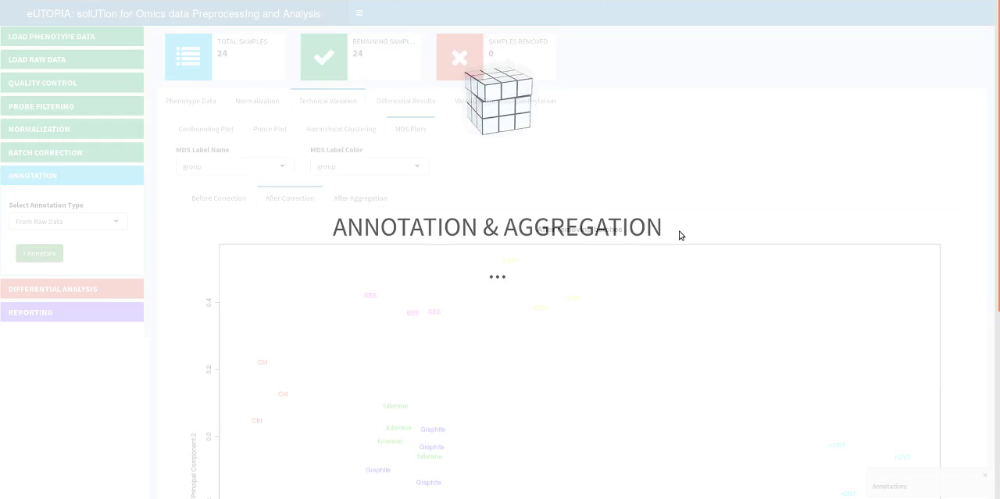 eUTOPIA: solUTion for Omics data PreprocessIng and Analysis
LOAD PHENOTYPE DATA
LOAD RAW DATA
QUALITY CONTROL
PROBE FILTERING
NORMALIZATION
BATCH CORRECTION
ANNOTATION
Select Annotation Type
From Raw Data
› Annotate
DIFFERENTIAL ANALYSIS
REPORTING
TOTAL SAMPLES
24
REMAINING SAMPL...
24
SAMPLES REMOVED
0
Phenotype Data
Normalization
Technical Variation
Differential Results
Confounding Plot
Prince Plot
Hierarchical Clustering
MDS Plots
MDS Label Name
group
MDS Label Color
group
Before Correction
After Correction
After Aggregation
ANNOTATION & AGGREGATION
...
SES
SES
SES
Ctrl
Ctrl
Ctrl
fullerene
fullerene
fullerene
fullerene
Graphite
Graphite
Graphite
Graphite
rCNT
rCNT
rCNT
0.4
0.2
0.0
Principal Component 2
×
Annotation: